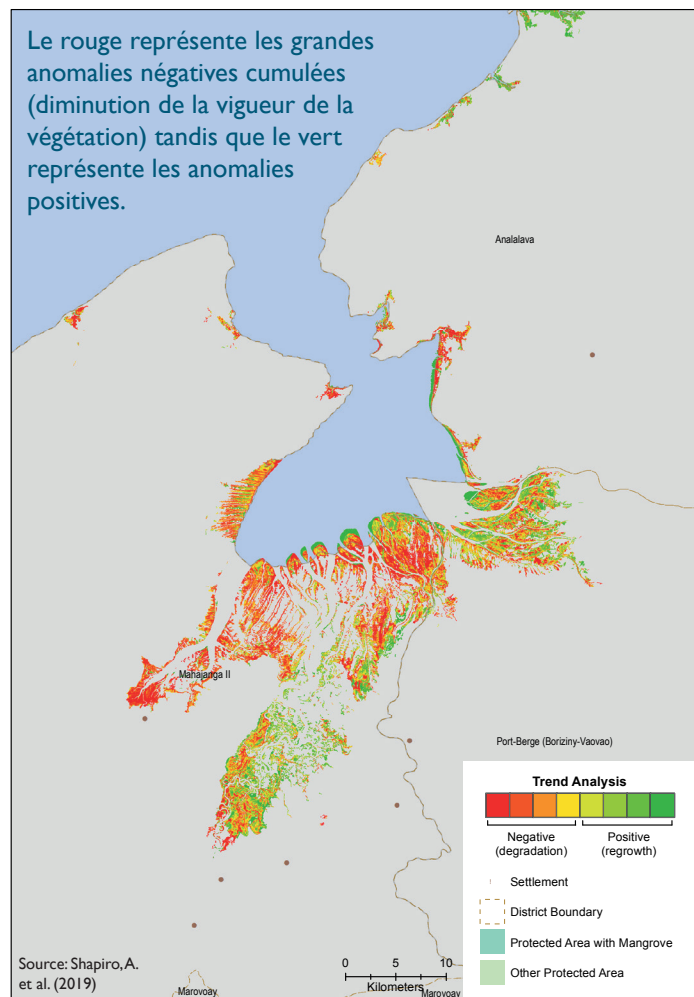 Le rouge représente les grandes
anomalies négatives cumulées
(diminution de la vigueur de la
végétation) tandis que le vert
représente les anomalies
positives.
Analalava
Mahajanga II
Port-Berge (Boriziny-Vaovao)
Trend Analysis
Negative
(degradation)
Positive
(regrowth)
Settlement
District Boundary
Protected Area with Mangrove
Other Protected Area
Source: Shapiro, A.
et al. (2019)
0 5 10
Kilometers
Marovoay
Marovoay